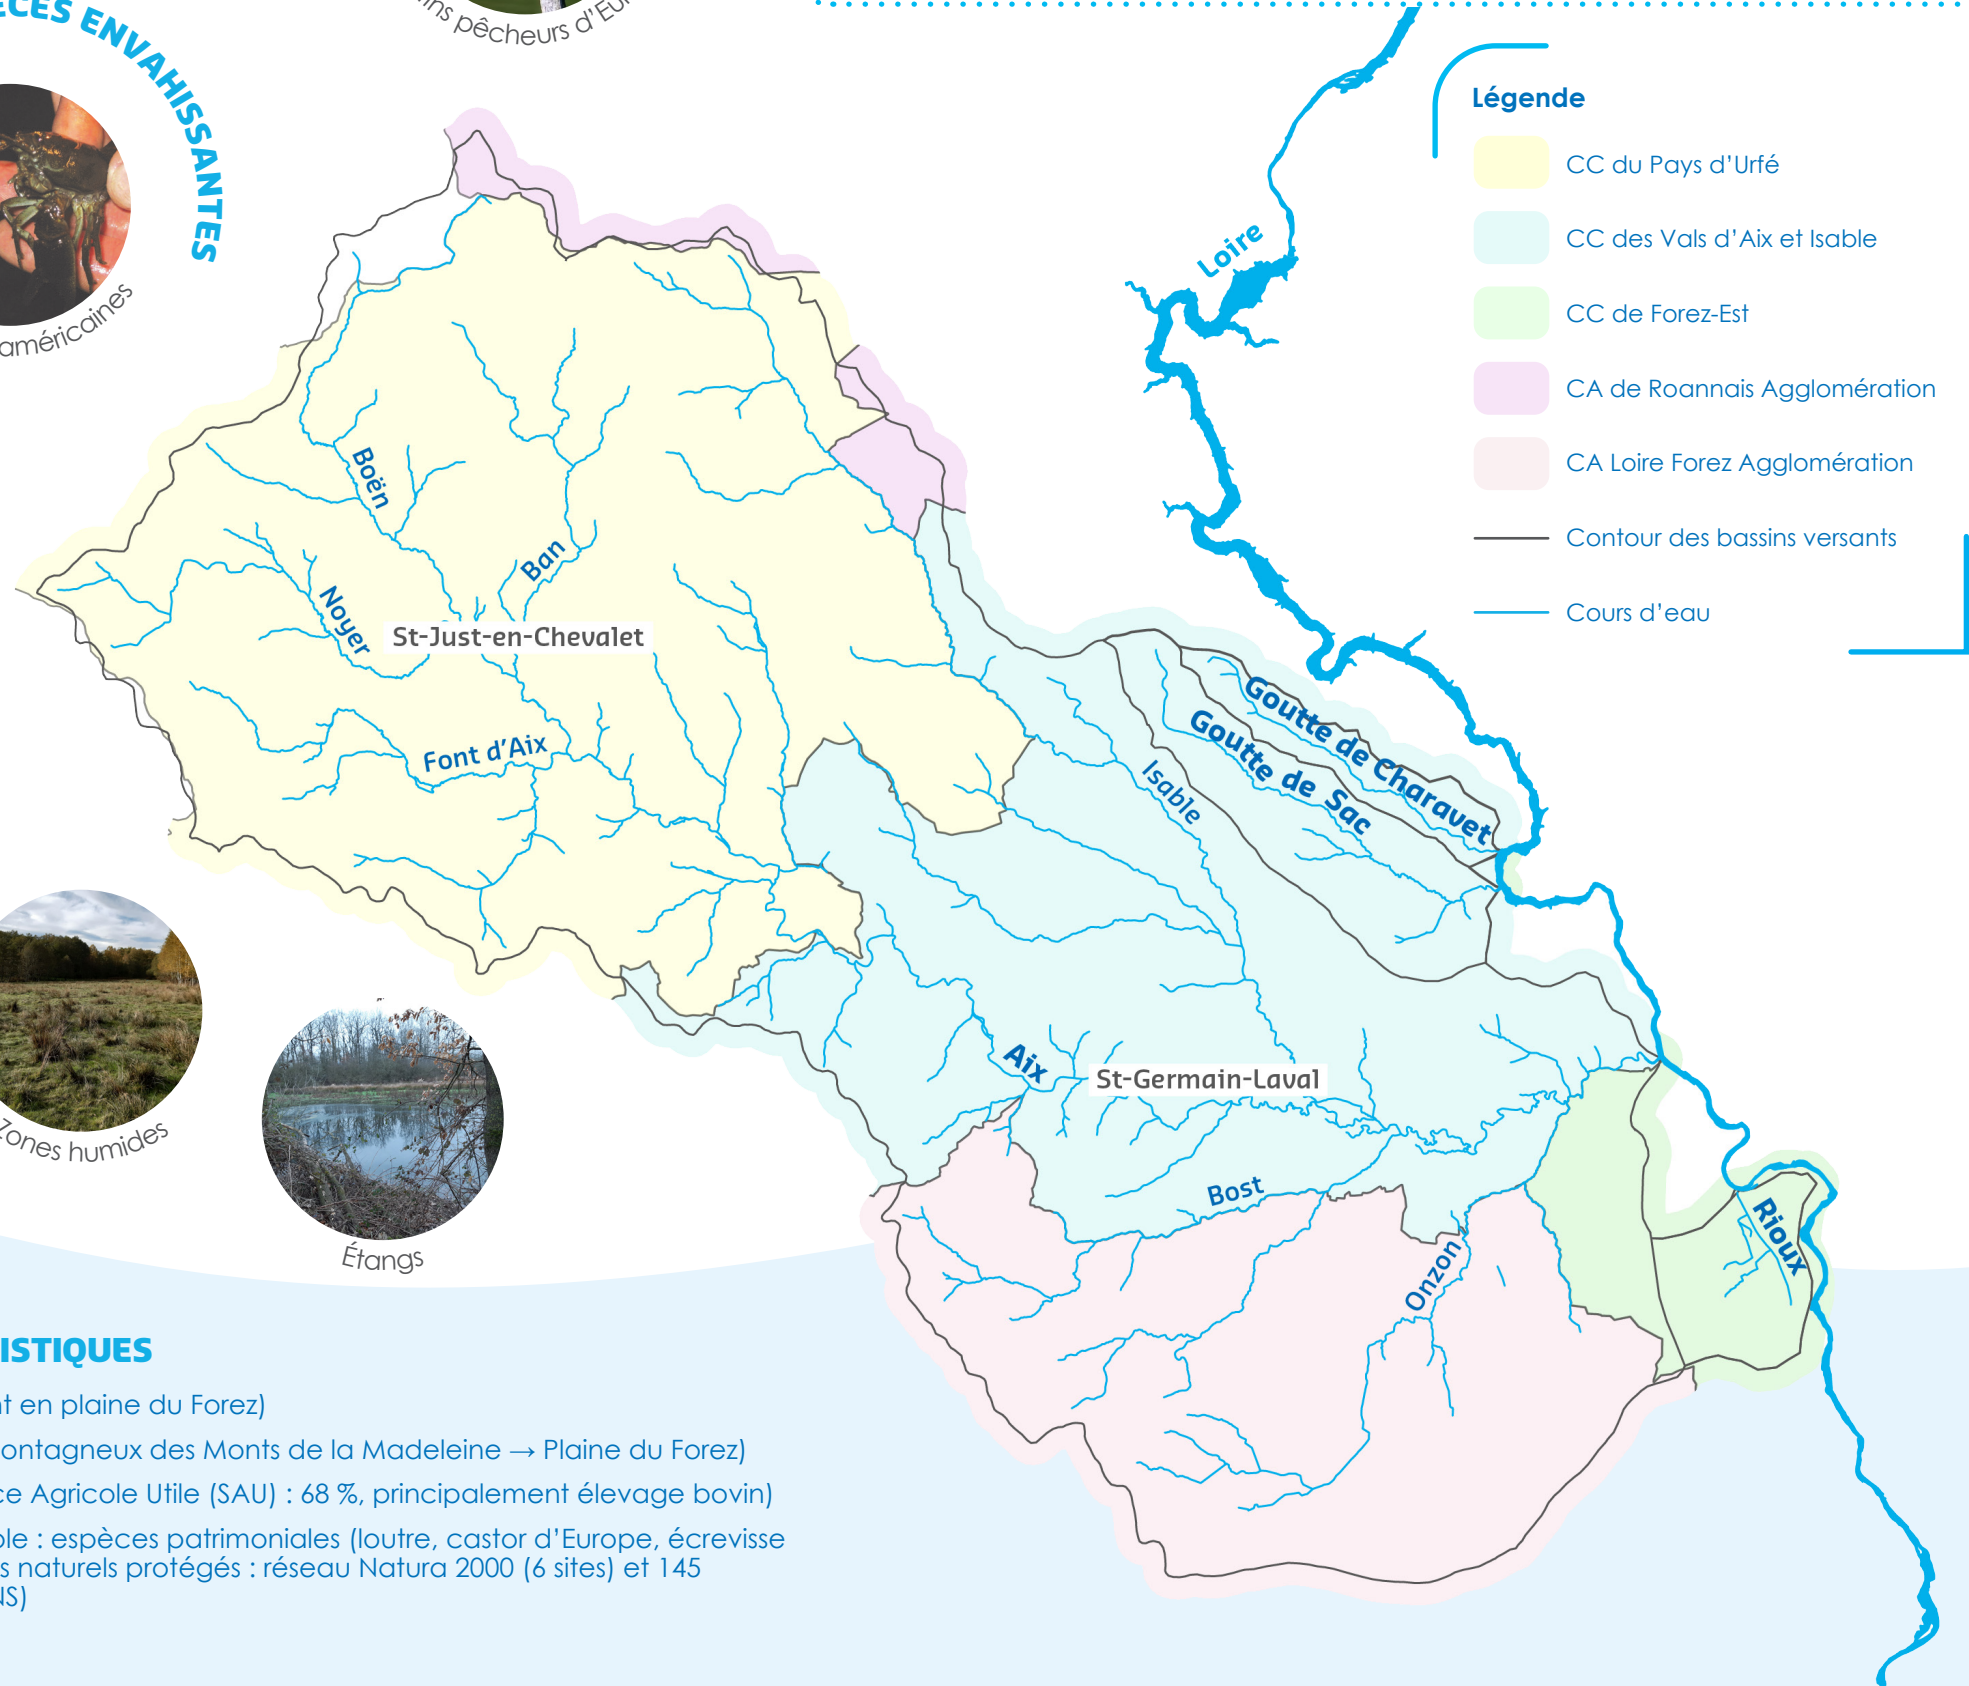 ENVAHISSANTES
pêcheurs
américaines
Légende
CC du Pays d’Urfé
CC des Vals d’Aix et Isable
CC de Forez-Est
CA de Roannais Agglomération
CA Loire Forez Agglomération
Contour des bassins versants
Cours d’eau
Loire
Boën
Ban
Noyer
St-Just-en-Chevalet
Font d’Aix
Goutte de Charavet
Goutte de Sac
Isable
Aix
St-Germain-Laval
Bost
Onzon
Rioux
Zones humides
Étangs
ISTIQUES
en plaine du Forez)
ontagneux des Monts de la Madeleine → Plaine du Forez)
ce Agricole Utile (SAU) : 68 %, principalement élevage bovin)
ole : espèces patrimoniales (loutre, castor d’Europe, écrevisse
s naturels protégés : réseau Natura 2000 (6 sites) et 145